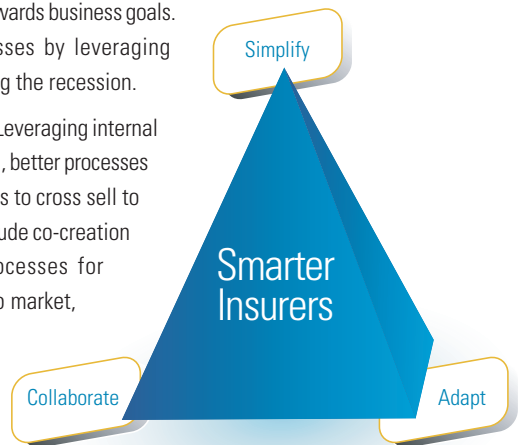 wards business goals.
sses by leveraging
g the recession.
Leveraging internal
, better processes
s to cross sell to
ude co-creation
ocesses for
o market,
Simplify
Smarter
Insurers
Collaborate
Adapt